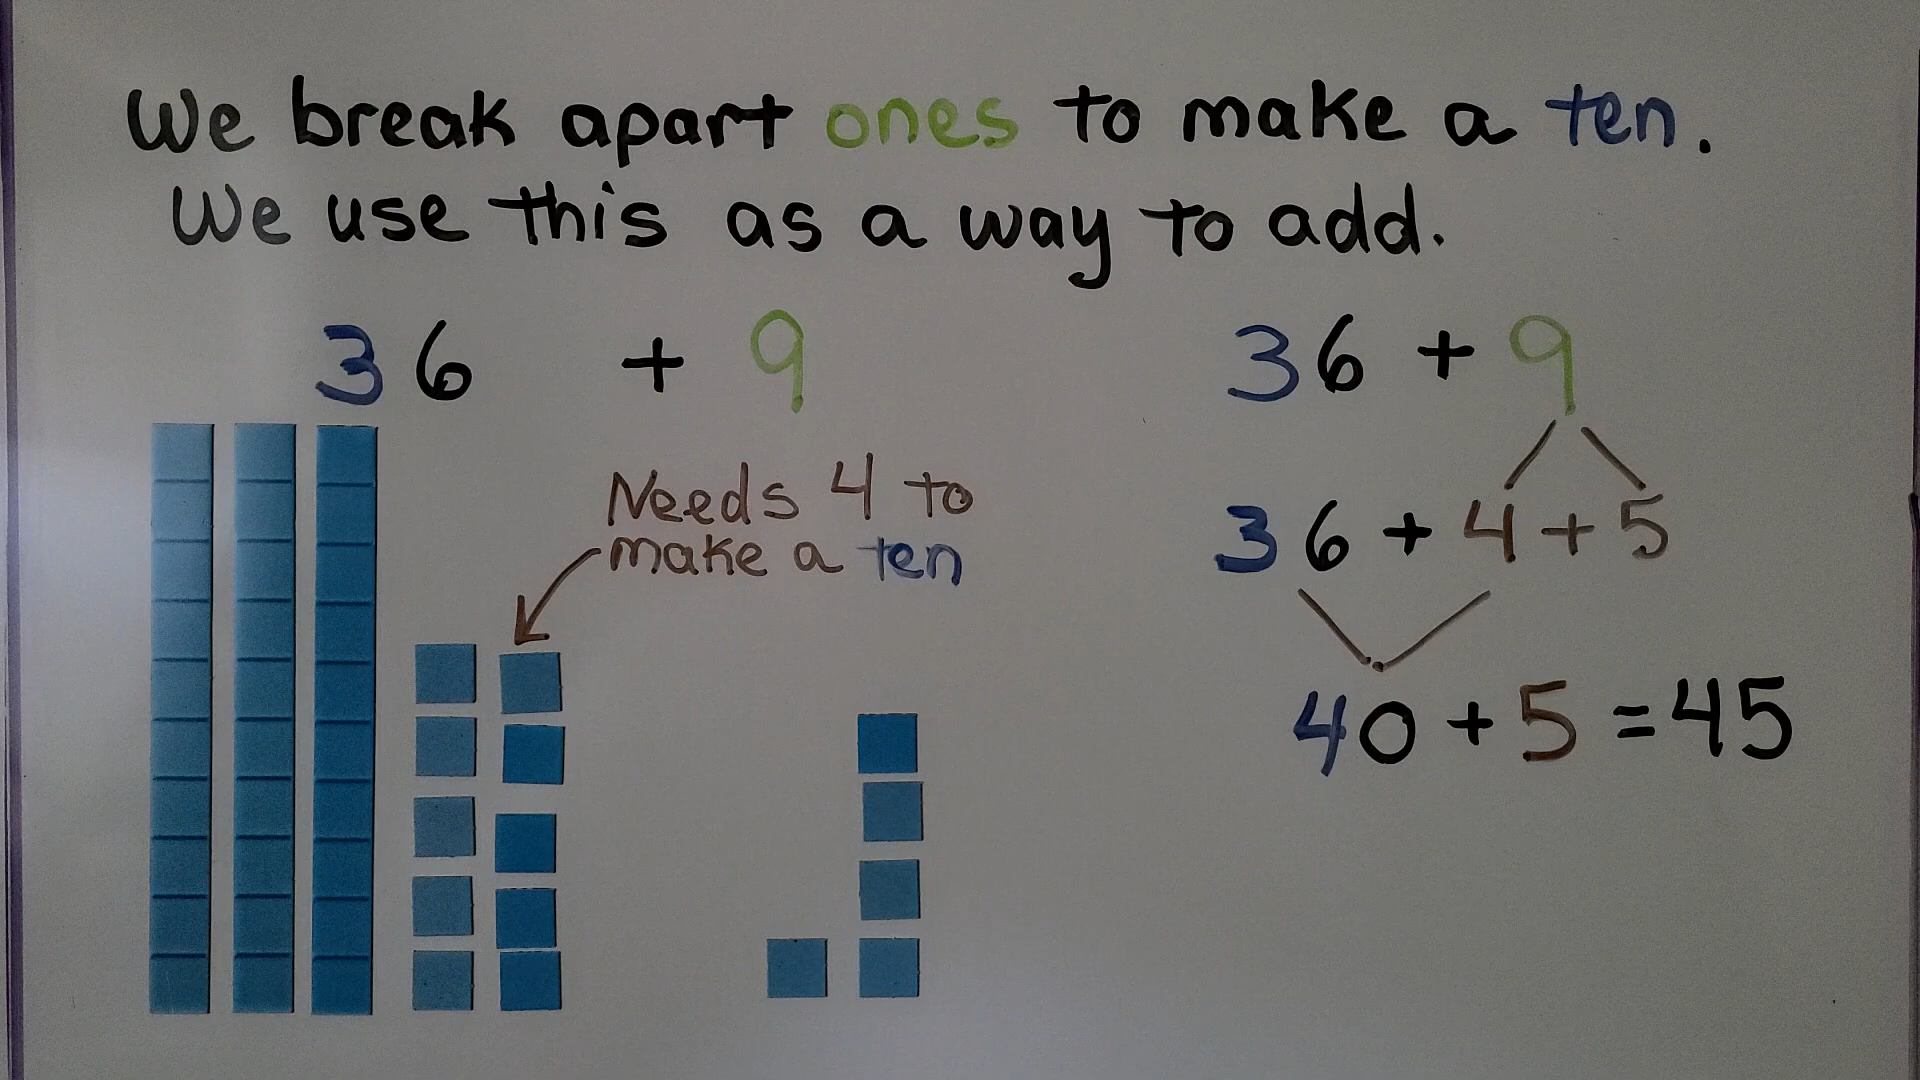 We break apart ones to make a ten.
We use this as a way to add.
36 + 9
Needs 4 to
make a ten
36 + 9
36 + 4 + 5
40 + 5 = 45